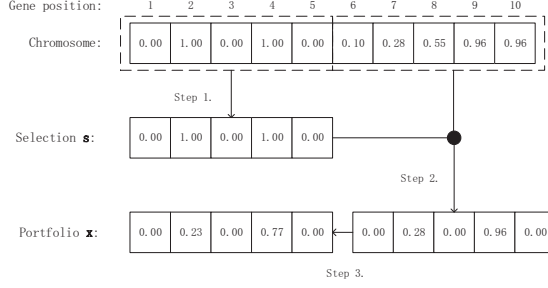 Gene position: 1 2 3 4 5 6 7 8 9 10
Chromosome: 0.00 1.00 0.00 1.00 0.00 0.10 0.28 0.55 0.96 0.96
Step 1.
Selection s: 0.00 1.00 0.00 1.00 0.00
Step 2.
Portfolio x: 0.00 0.23 0.00 0.77 0.00 0.00 0.28 0.00 0.96 0.00
Step 3.